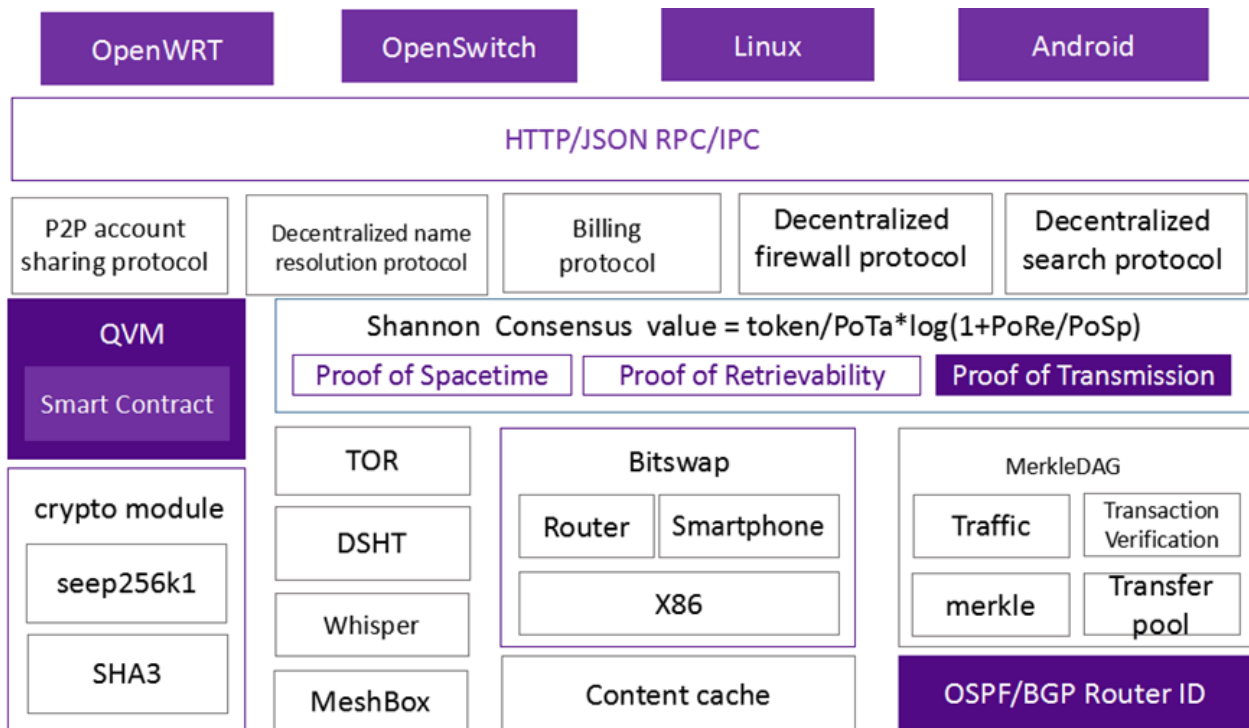 OpenWRT
OpenSwitch
Linux
Android
HTTP/JSON RPC/IPC
P2P account
sharing protocol
Decentralized name
resolution protocol
Billing
protocol
Decentralized
firewall protocol
Decentralized
search protocol
QVM
Smart Contract
Shannon Consensus value = token/PoTa*log(1+PoRe/PoSp)
Proof of Spacetime
Proof of Retrievability
Proof of Transmission
crypto module
seep256k1
SHA3
TOR
DSHT
Whisper
MeshBox
Bitswap
Router
Smartphone
X86
Content cache
MerkleDAG
Traffic
Transaction
Verification
merkle
Transfer
pool
OSPF/BGP Router ID